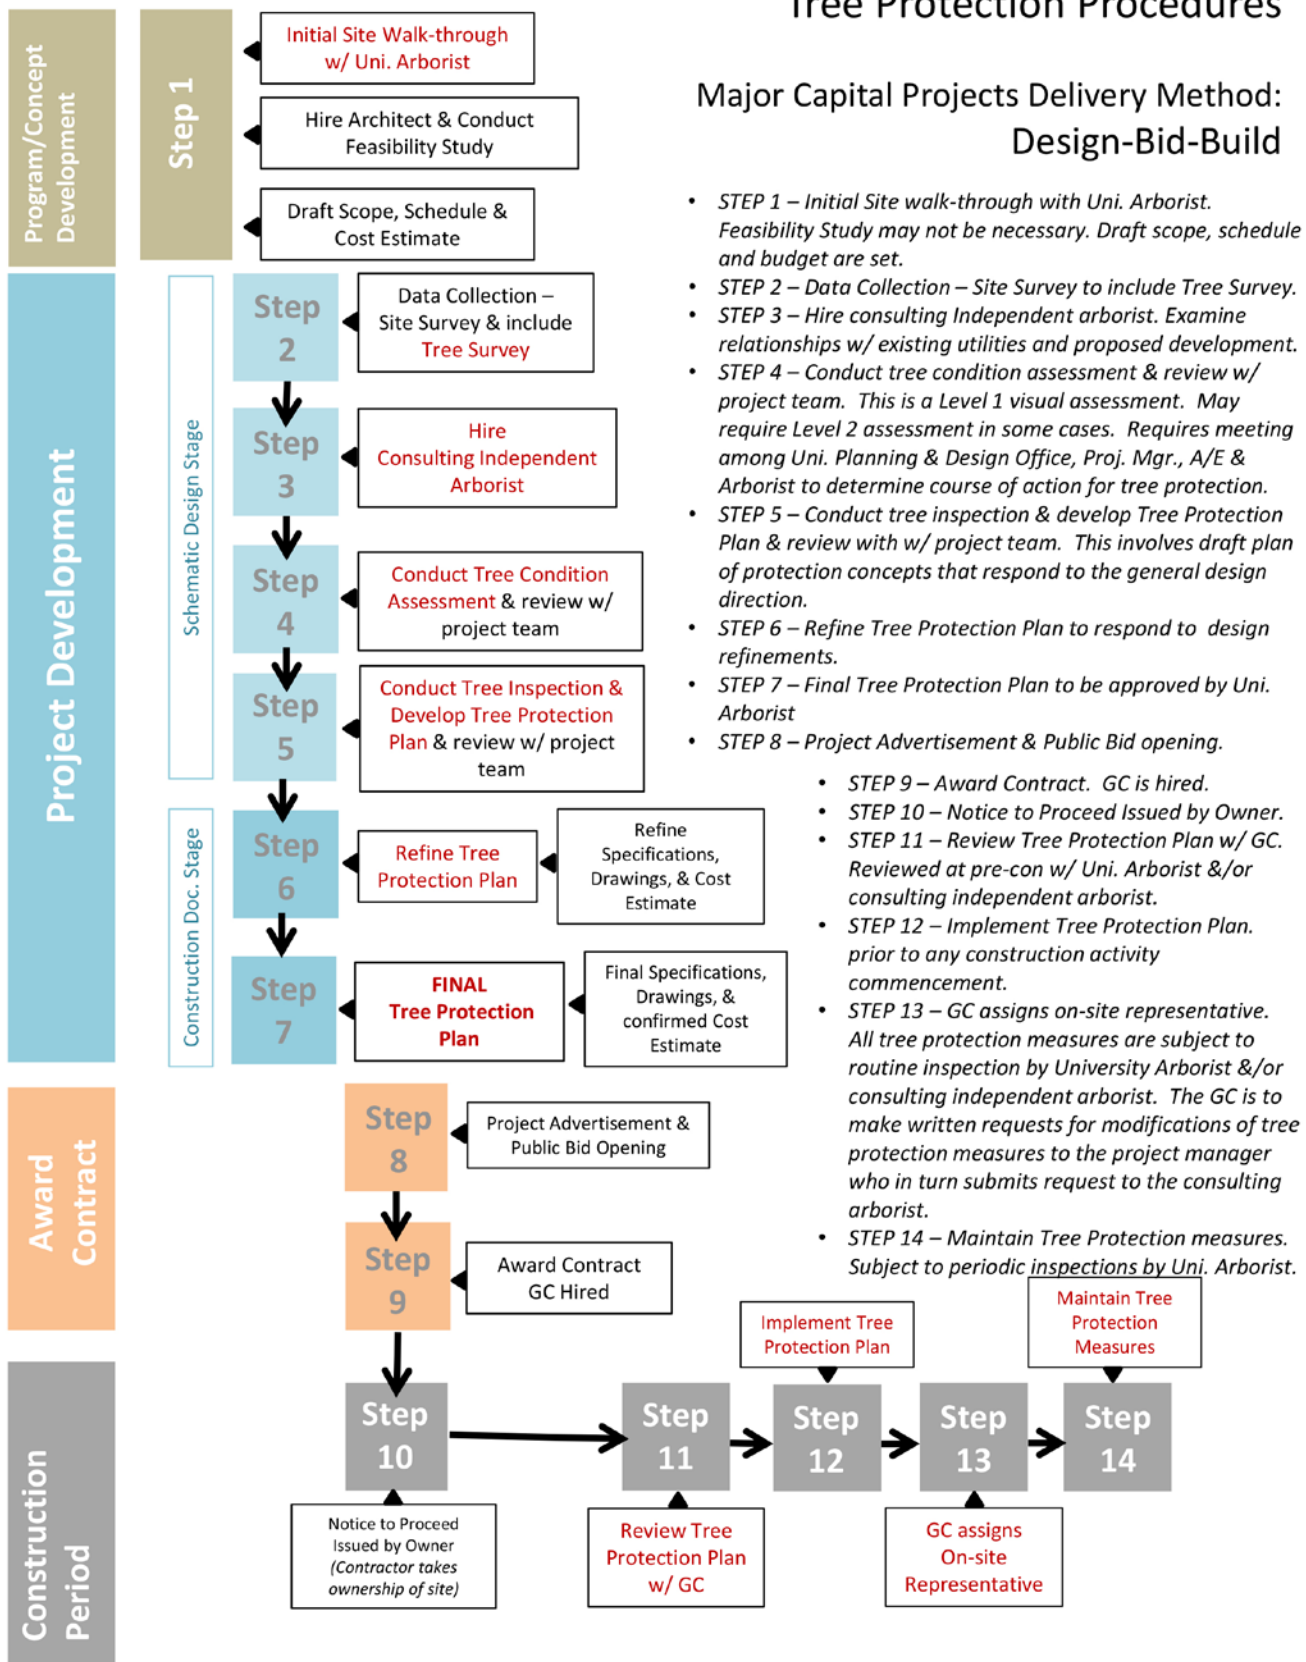 Tree Protection Procedures
Major Capital Projects Delivery Method:
Design-Bid-Build
Program/Concept
Development
Step 1
Initial Site Walk-through
w/ Uni. Arborist
Hire Architect & Conduct
Feasibility Study
Draft Scope, Schedule &
Cost Estimate
Project Development
Schematic Design Stage
Step
2
Data Collection –
Site Survey & include
Tree Survey
Step
3
Hire
Consulting Independent
Arborist
Step
4
Conduct Tree Condition
Assessment & review w/
project team
Step
5
Conduct Tree Inspection &
Develop Tree Protection
Plan & review w/ project
team
Construction Doc. Stage
Step
6
Refine Tree
Protection Plan
Refine
Specifications,
Drawings, & Cost
Estimate
Step
7
FINAL
Tree Protection
Plan
Final Specifications,
Drawings, &
confirmed Cost
Estimate
Award
Contract
Step
8
Project Advertisement &
Public Bid Opening
Step
9
Award Contract
GC Hired
Construction
Period
Step
10
Notice to Proceed
Issued by Owner
(Contractor takes
ownership of site)
Step
11
Review Tree
Protection Plan
w/ GC
Implement Tree
Protection Plan
Step
12
Step
13
GC assigns
On-site
Representative
Maintain Tree
Protection
Measures
Step
14
• STEP 1 – Initial Site walk-through with Uni. Arborist.
Feasibility Study may not be necessary. Draft scope, schedule
and budget are set.
• STEP 2 – Data Collection – Site Survey to include Tree Survey.
• STEP 3 – Hire consulting Independent arborist. Examine
relationships w/ existing utilities and proposed development.
• STEP 4 – Conduct tree condition assessment & review w/
project team. This is a Level 1 visual assessment. May
require Level 2 assessment in some cases. Requires meeting
among Uni. Planning & Design Office, Proj. Mgr., A/E &
Arborist to determine course of action for tree protection.
• STEP 5 – Conduct tree inspection & develop Tree Protection
Plan & review with w/ project team. This involves draft plan
of protection concepts that respond to the general design
direction.
• STEP 6 – Refine Tree Protection Plan to respond to design
refinements.
• STEP 7 – Final Tree Protection Plan to be approved by Uni.
Arborist
• STEP 8 – Project Advertisement & Public Bid opening.
• STEP 9 – Award Contract. GC is hired.
• STEP 10 – Notice to Proceed Issued by Owner.
• STEP 11 – Review Tree Protection Plan w/ GC.
Reviewed at pre-con w/ Uni. Arborist &/or
consulting independent arborist.
• STEP 12 – Implement Tree Protection Plan.
prior to any construction activity
commencement.
• STEP 13 – GC assigns on-site representative.
All tree protection measures are subject to
routine inspection by University Arborist &/or
consulting independent arborist. The GC is to
make written requests for modifications of tree
protection measures to the project manager
who in turn submits request to the consulting
arborist.
• STEP 14 – Maintain Tree Protection measures.
Subject to periodic inspections by Uni. Arborist.